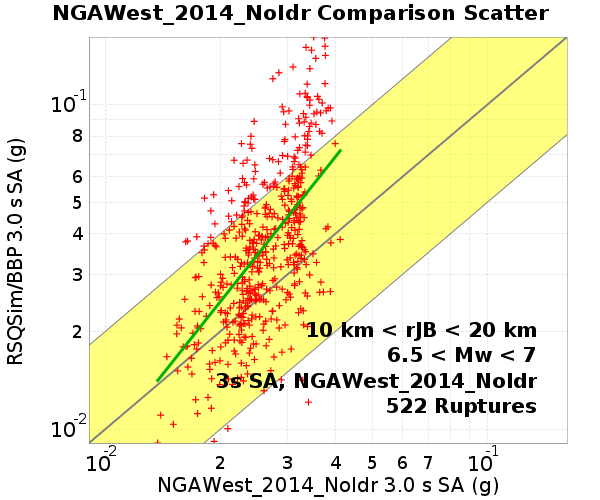 NGAWest_2014_NoIdr Comparison Scatter
RSQSim/BBP 3.0 s SA (g)
10⁻¹
8
6
5
4
3
2
10⁻²
10 km < rJB < 20 km
6.5 < Mw < 7
3s SA, NGAWest_2014_NoIdr
522 Ruptures
10⁻² 2 3 4 5 6 7 10⁻¹
NGAWest_2014_NoIdr 3.0 s SA (g)